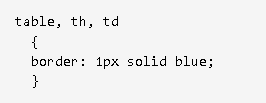 table, th, td
{
border: 1px solid blue;
}